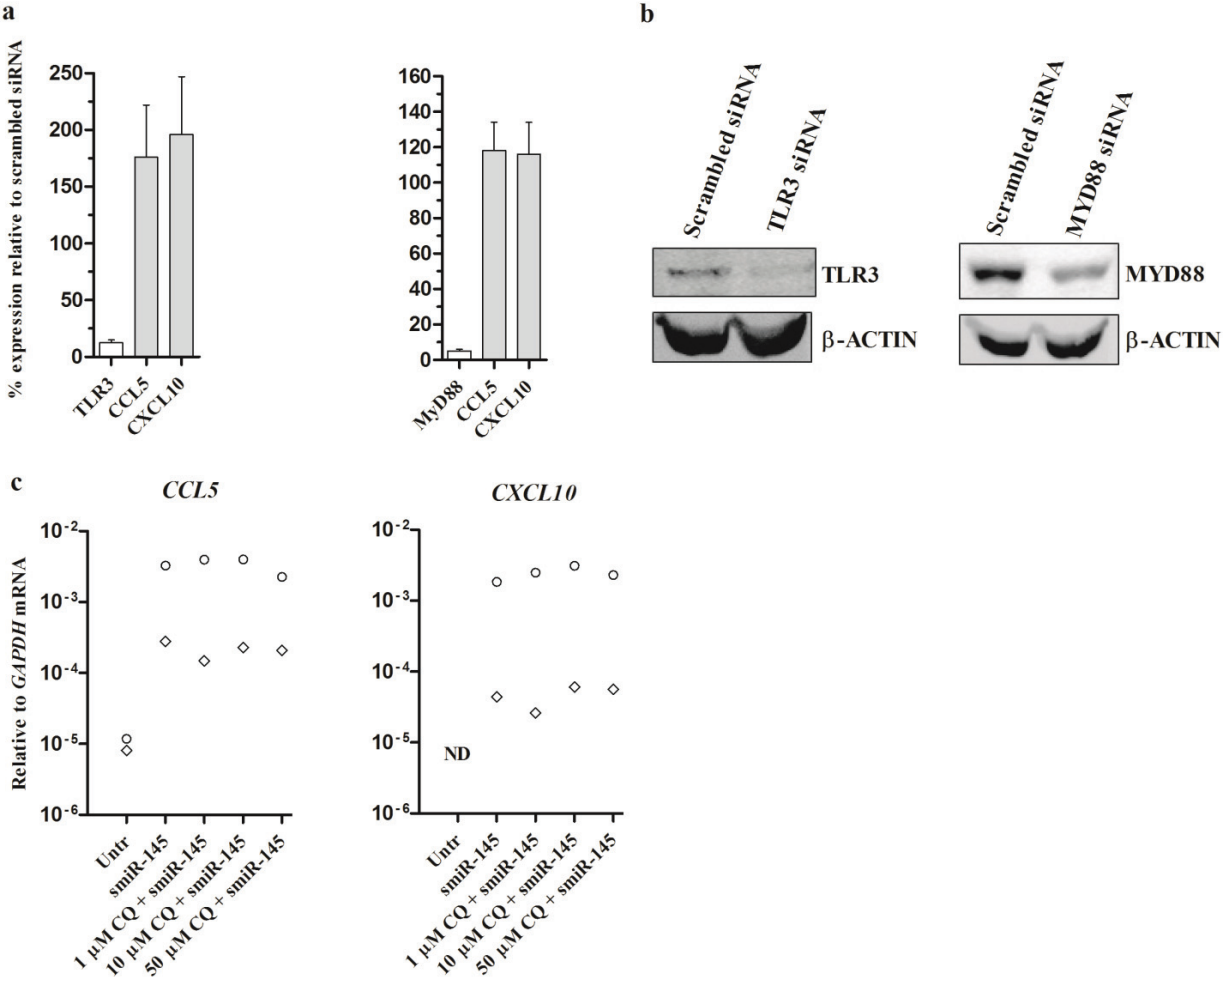 a
% expression relative to scrambled siRNA
250
200
150
100
50
0
TLR3
CCL5
CXCL10
160
140
120
100
80
60
40
20
0
MyD88
CCL5
CXCL10
b
Scrambled siRNA
TLR3 siRNA
TLR3
β-ACTIN
Scrambled siRNA
MYD88 siRNA
MYD88
β-ACTIN
c
CCL5
Relative to GAPDH mRNA
10⁻²
10⁻³
10⁻⁴
10⁻⁵
10⁻⁶
Untr
smiR-145
1 µM CQ + smiR-145
10 µM CQ + smiR-145
50 µM CQ + smiR-145
CXCL10
10⁻²
10⁻³
10⁻⁴
10⁻⁵
10⁻⁶
ND
Untr
smiR-145
1 µM CQ + smiR-145
10 µM CQ + smiR-145
50 µM CQ + smiR-145